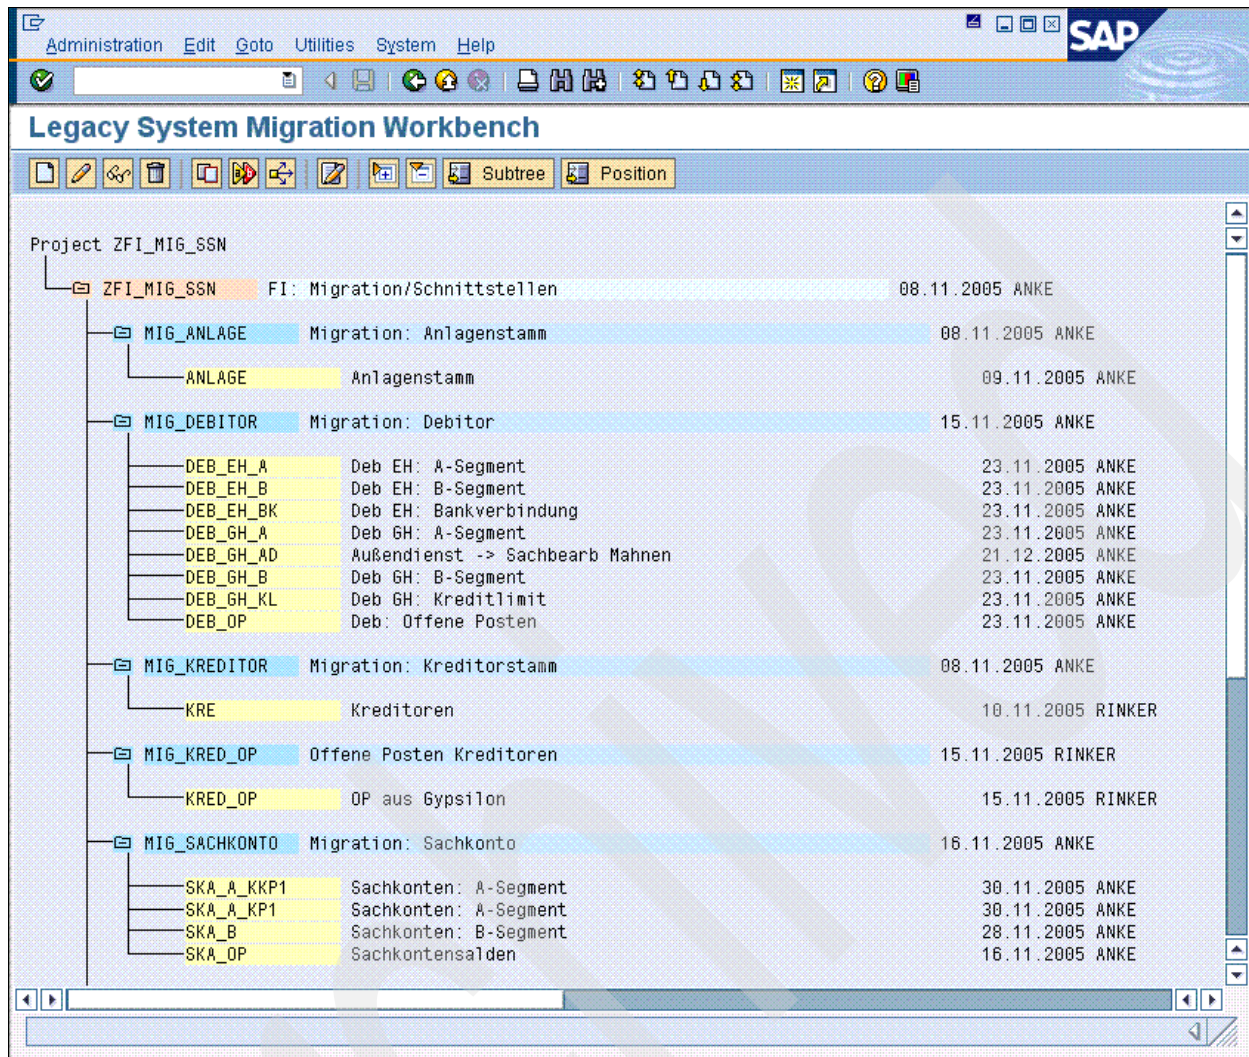 Administration Edit Goto Utilities System Help
SAP
Legacy System Migration Workbench
Subtree Position
Project ZFI_MIG_SSN
ZFI_MIG_SSN FI: Migration/Schnittstellen 08.11.2005 ANKE
MIG_ANLAGE Migration: Anlagenstamm 08.11.2005 ANKE
ANLAGE Anlagenstamm 09.11.2005 ANKE
MIG_DEBITOR Migration: Debitor 15.11.2005 ANKE
DEB_EH_A Deb EH: A-Segment 23.11.2005 ANKE
DEB_EH_B Deb EH: B-Segment 23.11.2005 ANKE
DEB_EH_BK Deb EH: Bankverbindung 23.11.2005 ANKE
DEB_GH_A Deb GH: A-Segment 23.11.2005 ANKE
DEB_GH_AD Außendienst -> Sachbearb Mahnen 21.12.2005 ANKE
DEB_GH_B Deb GH: B-Segment 23.11.2005 ANKE
DEB_GH_KL Deb GH: Kreditlimit 23.11.2005 ANKE
DEB_OP Deb: Offene Posten 23.11.2005 ANKE
MIG_KREDITOR Migration: Kreditorstamm 08.11.2005 ANKE
KRE Kreditoren 10.11.2005 RINKER
MIG_KRED_OP Offene Posten Kreditoren 15.11.2005 RINKER
KRED_OP OP aus Gypsilon 15.11.2005 RINKER
MIG_SACHKONTO Migration: Sachkonto 16.11.2005 ANKE
SKA_A_KKP1 Sachkonten: A-Segment 30.11.2005 ANKE
SKA_A_KP1 Sachkonten: A-Segment 30.11.2005 ANKE
SKA_B Sachkonten: B-Segment 28.11.2005 ANKE
SKA_OP Sachkontensalden 16.11.2005 ANKE